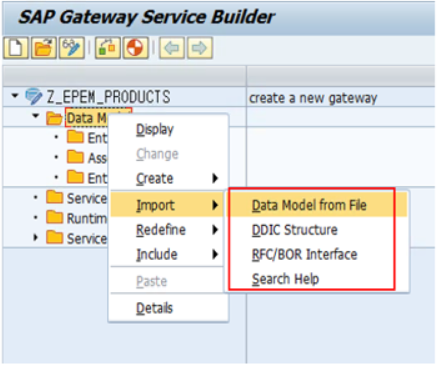 SAP Gateway Service Builder
Z_EPEM_PRODUCTS
create a new gateway
Data M
Ent
Ass
Ent
Service
Runtim
Service
Display
Change
Create
Import
Redefine
Include
Paste
Details
Data Model from File
DDIC Structure
RFC/BOR Interface
Search Help